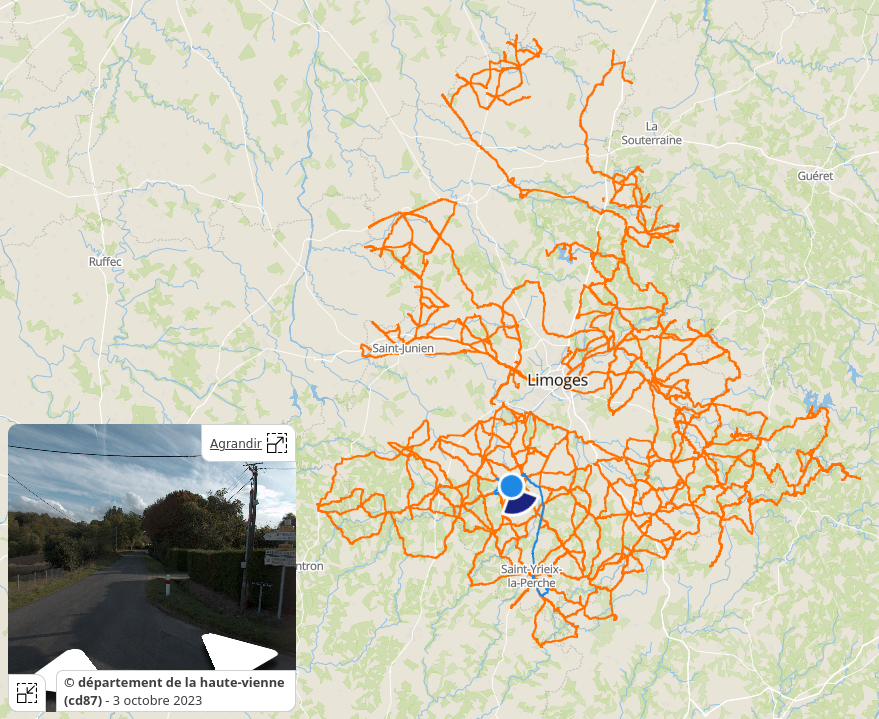 La
Souterraine
Guéret
Ruffec
Saint-Junien
Limoges
Agrandir
ntron
Saint-Yrieix-
la-Perche
© département de la haute-vienne
(cd87) - 3 octobre 2023